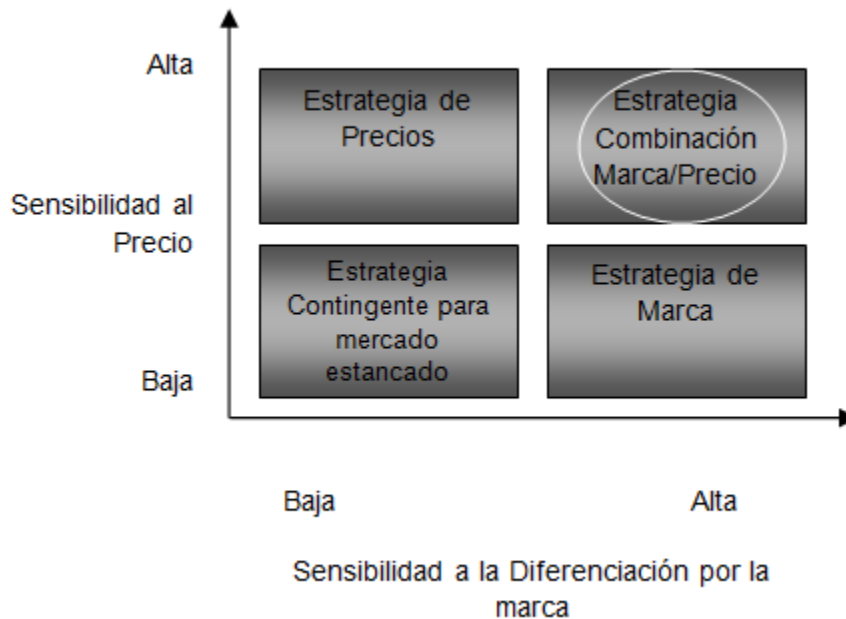 Alta
Estrategia de
Precios
Estrategia
Combinación
Marca/Precio
Sensibilidad al
Precio
Estrategia
Contingente para
mercado
estancado
Estrategia de
Marca
Baja
Baja
Alta
Sensibilidad a la Diferenciación por la
marca